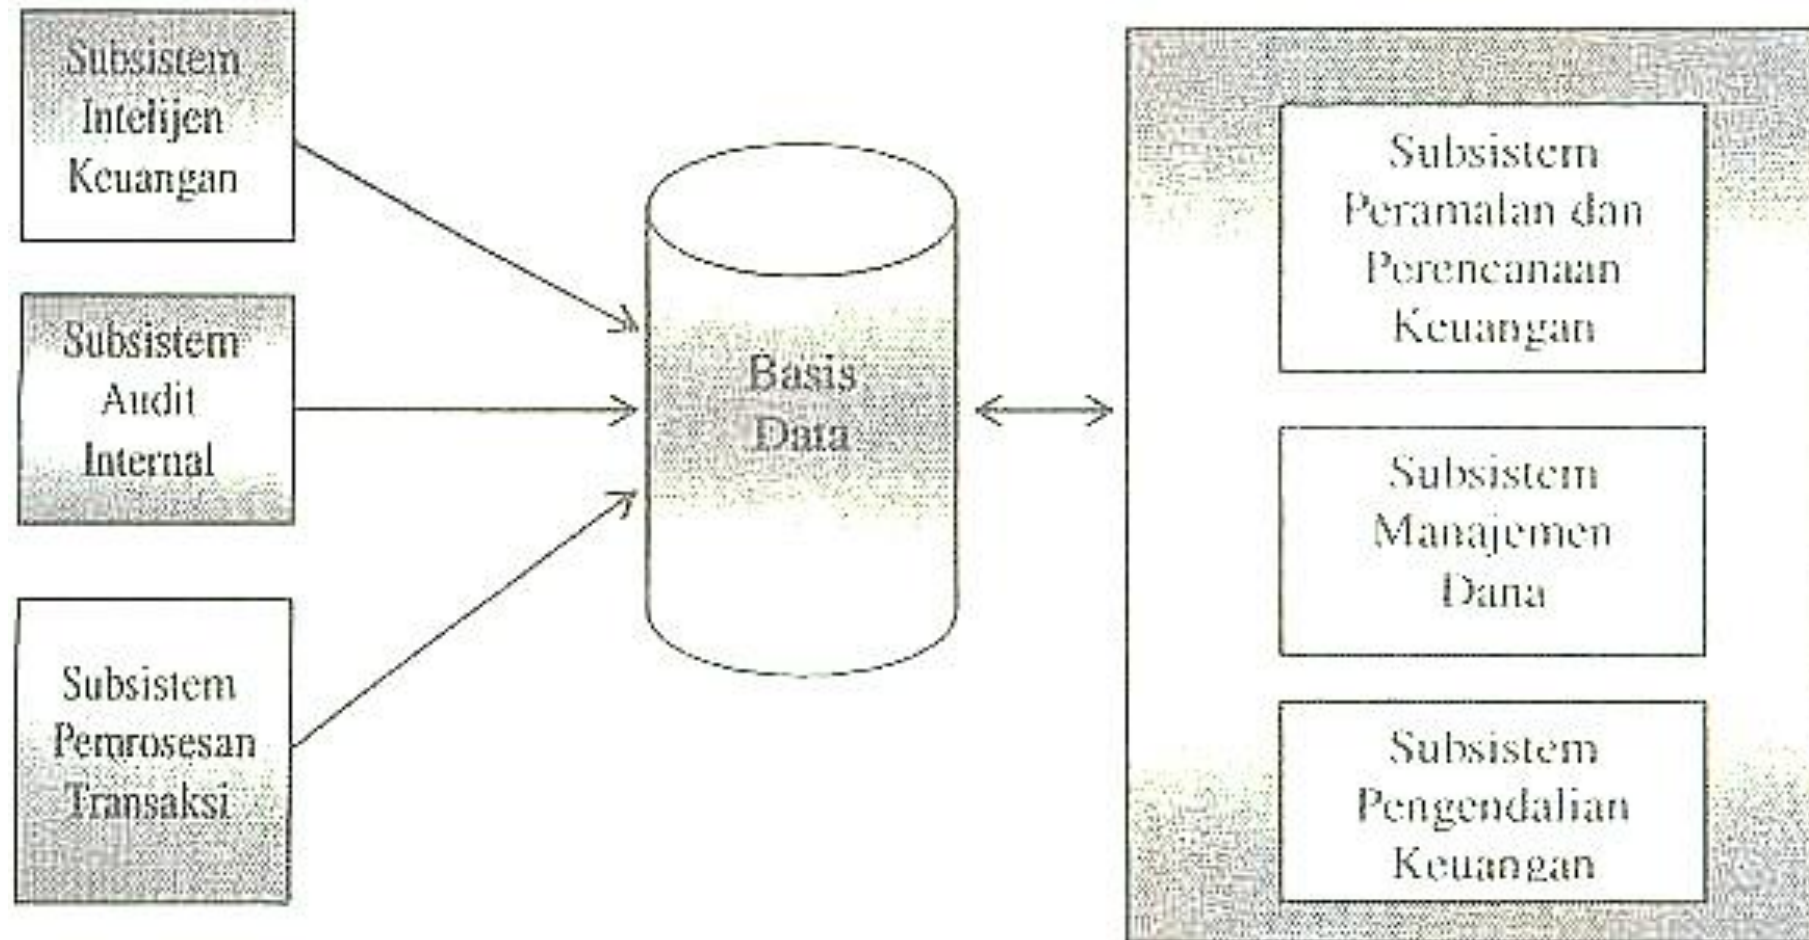 Subsistem
Intelijen
Keuangan
Subsistem
Audit
Internal
Subsistem
Pemrosesan
Transaksi
Basis
Data
Subsistem
Peramalan dan
Perencanaan
Keuangan
Subsistem
Manajemen
Dana
Subsistem
Pengendalian
Keuangan